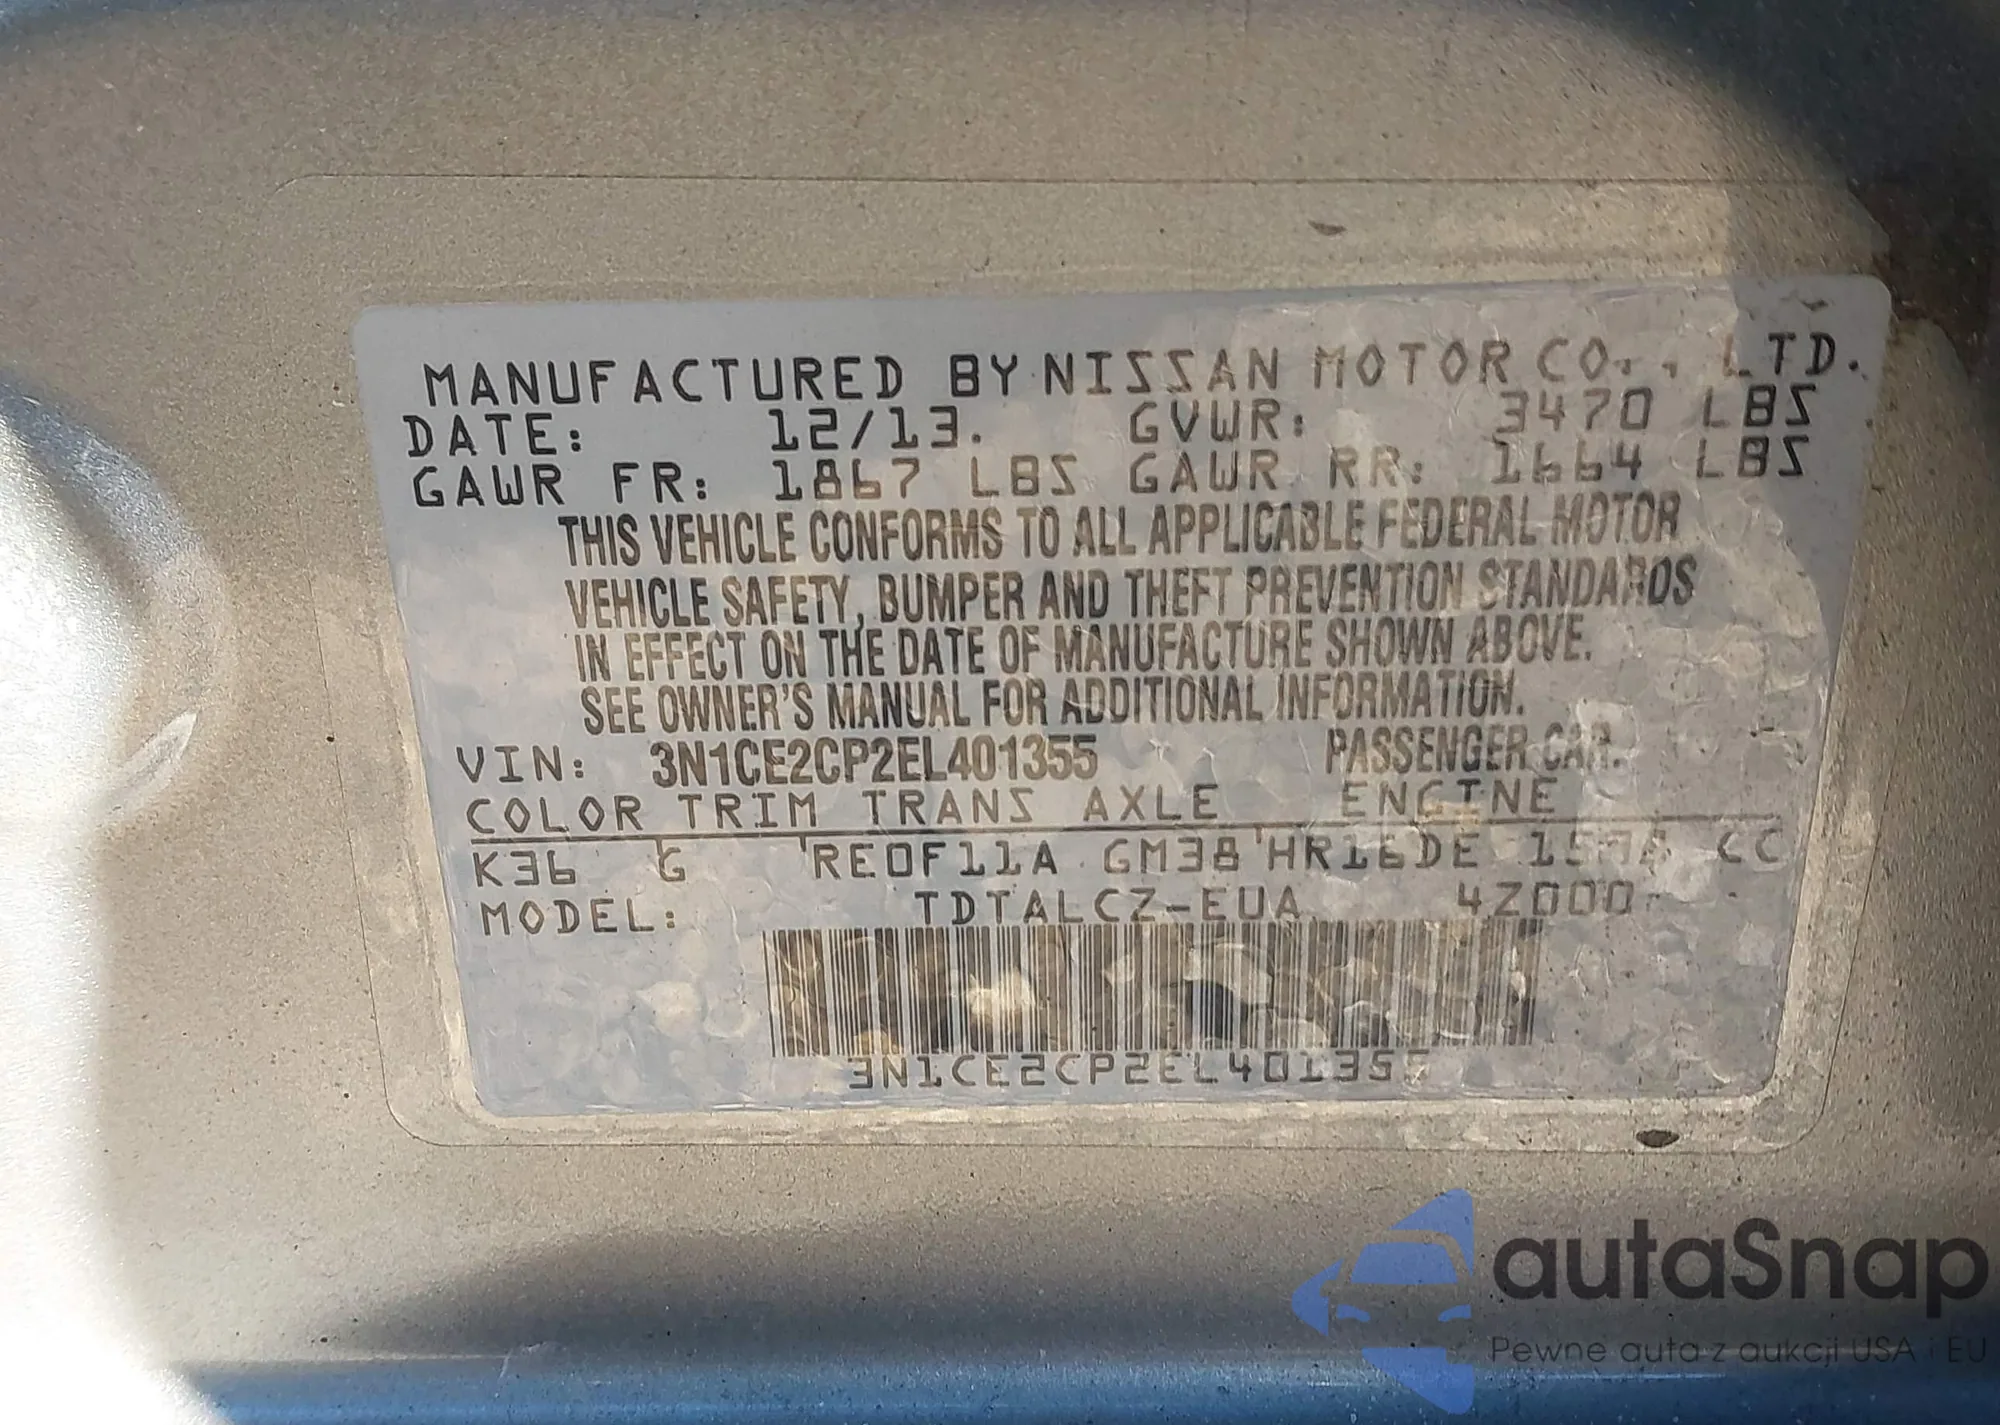 MANUFACTURED BY NISSAN MOTOR CO., LTD.
DATE: 12/13. GVWR: 3470 LBS
GAWR FR: 1867 LBS GAWR RR: 1664 LBS
THIS VEHICLE CONFORMS TO ALL APPLICABLE FEDERAL MOTOR
VEHICLE SAFETY, BUMPER AND THEFT PREVENTION STANDARDS
IN EFFECT ON THE DATE OF MANUFACTURE SHOWN ABOVE.
SEE OWNER'S MANUAL FOR ADDITIONAL INFORMATION.
VIN: 3N1CE2CP2EL401355 PASSENGER CAR.
COLOR TRIM TRANS AXLE ENGINE
K36 G RE0F11A GM38 HR16DE CC
MODEL: TDTALCZ-EUA 4Z000
3N1CE2CP2EL401355
autaSnap
Pewne auta z aukcji USA i EU